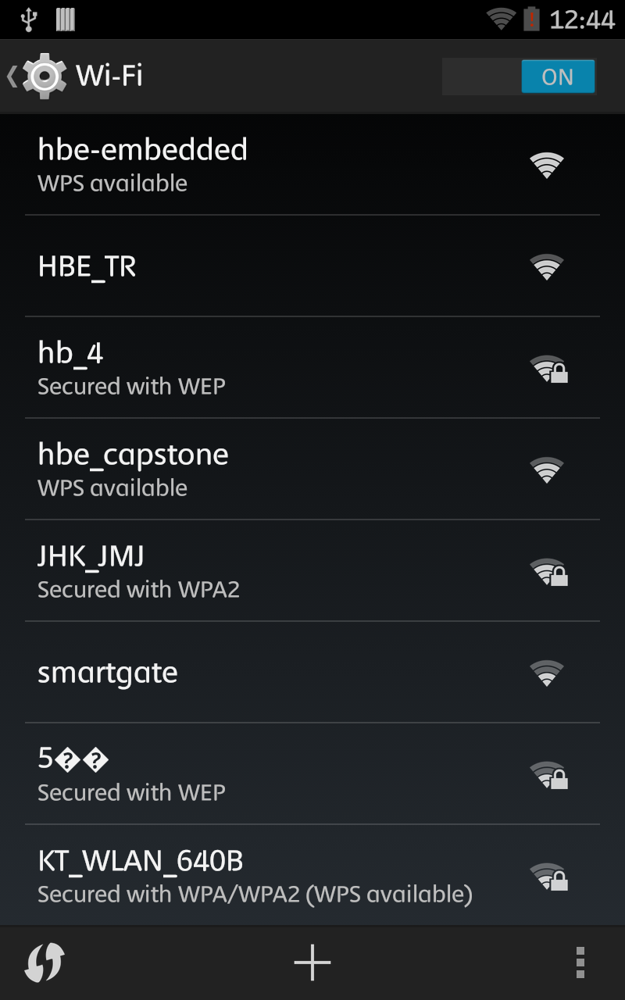 12:44
Wi-Fi
ON
hbe-embedded
WPS available
HBE_TR
hb_4
Secured with WEP
hbe_capstone
WPS available
JHK_JMJ
Secured with WPA2
smartgate
5��
Secured with WEP
KT_WLAN_640B
Secured with WPA/WPA2 (WPS available)